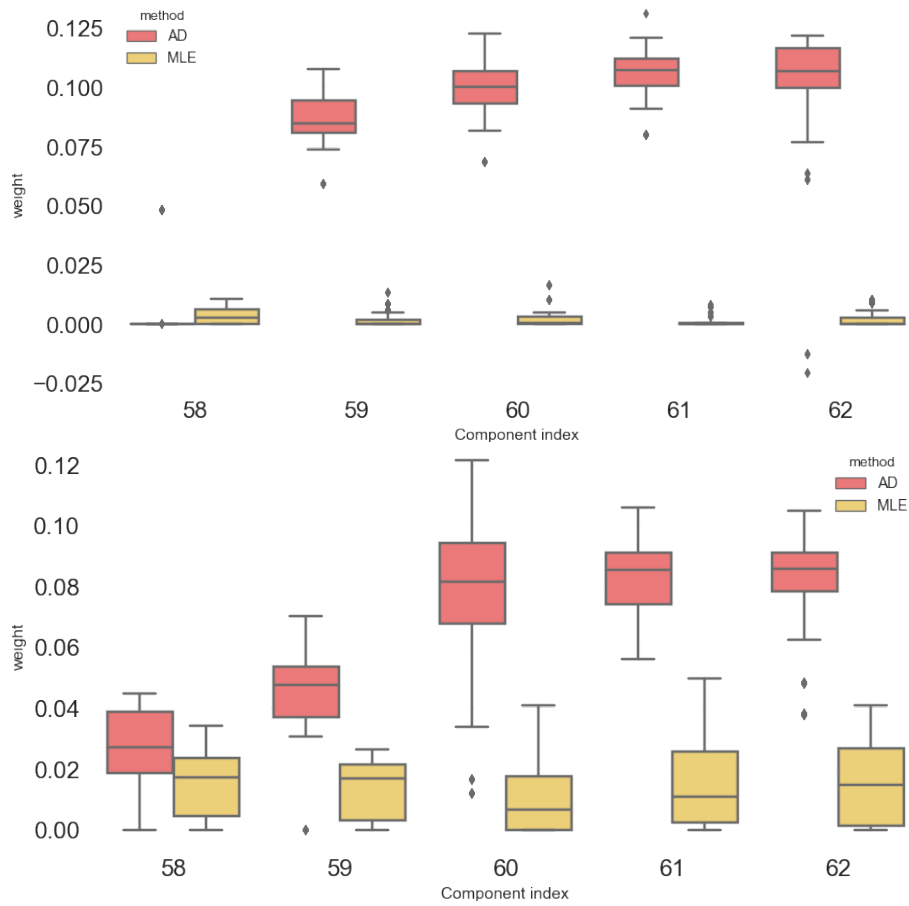 method
AD
MLE
0.125
0.100
0.075
0.050
0.025
0.000
−0.025
weight
58 59 60 61 62
Component index
method
AD
MLE
0.12
0.10
0.08
0.06
0.04
0.02
0.00
weight
58 59 60 61 62
Component index